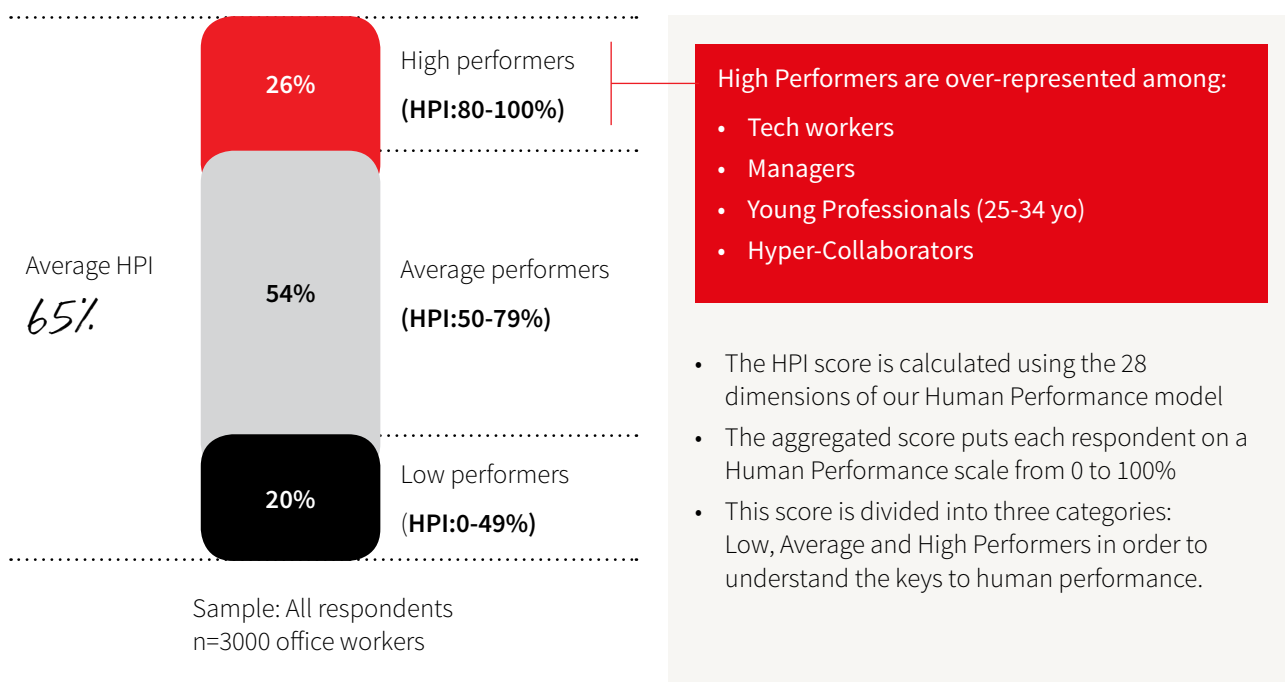 26%
High performers
(HPI:80-100%)
Average HPI
65%
54%
Average performers
(HPI:50-79%)
20%
Low performers
(HPI:0-49%)
Sample: All respondents
n=3000 office workers
High Performers are over-represented among:
• Tech workers
• Managers
• Young Professionals (25-34 yo)
• Hyper-Collaborators
• The HPI score is calculated using the 28
dimensions of our Human Performance model
• The aggregated score puts each respondent on a
Human Performance scale from 0 to 100%
• This score is divided into three categories:
Low, Average and High Performers in order to
understand the keys to human performance.